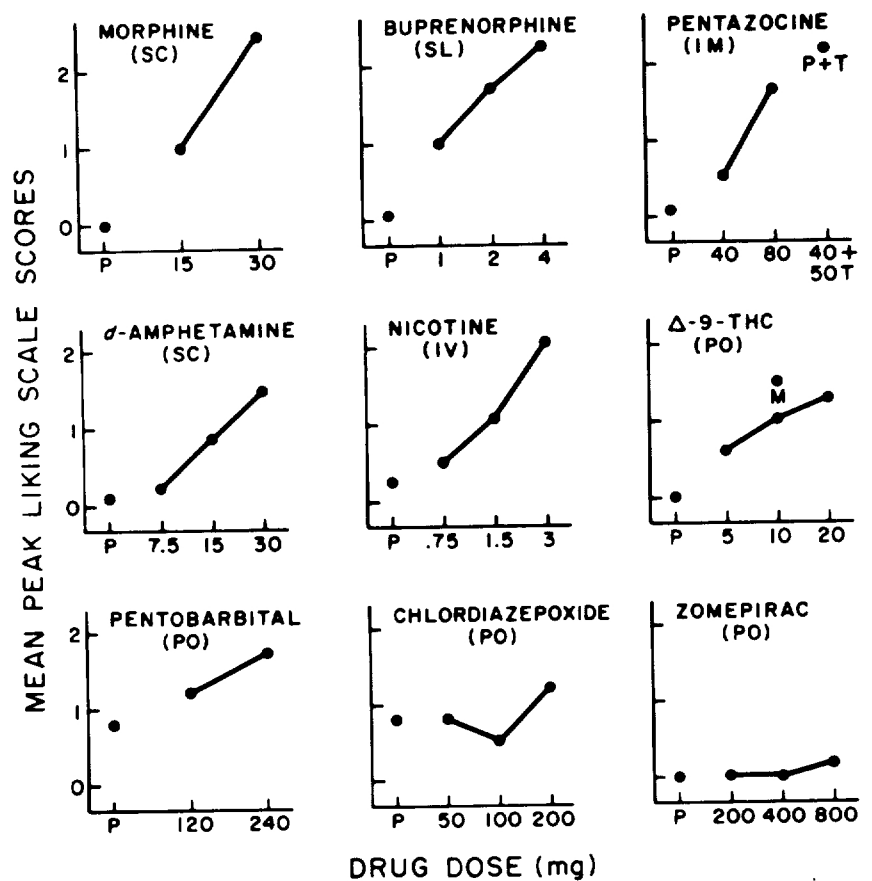 MEAN PEAK LIKING SCALE SCORES
MORPHINE
(SC)
2
1
0
P 15 30
BUPRENORPHINE
(SL)
P 1 2 4
PENTAZOCINE
(IM)
P+T
P 40 80 40+
50T
d-AMPHETAMINE
(SC)
2
1
0
P 7.5 15 30
NICOTINE
(IV)
P .75 1.5 3
Δ-9-THC
(PO)
M
P 5 10 20
PENTOBARBITAL
(PO)
2
1
0
P 120 240
CHLORDIAZEPOXIDE
(PO)
P 50 100 200
ZOMEPIRAC
(PO)
P 200 400 800
DRUG DOSE (mg)